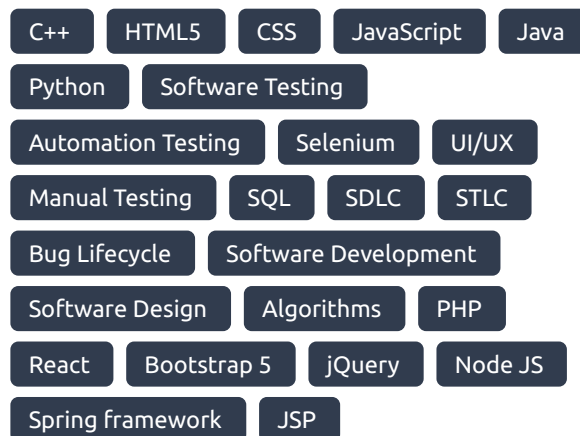 C++ HTML5 CSS JavaScript Java
Python Software Testing
Automation Testing Selenium UI/UX
Manual Testing SQL SDLC STLC
Bug Lifecycle Software Development
Software Design Algorithms PHP
React Bootstrap 5 jQuery Node JS
Spring framework JSP